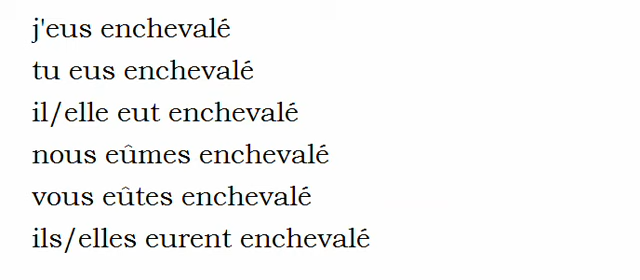 j'eus enchevalé
tu eus enchevalé
il/elle eut enchevalé
nous eûmes enchevalé
vous eûtes enchevalé
ils/elles eurent enchevalé